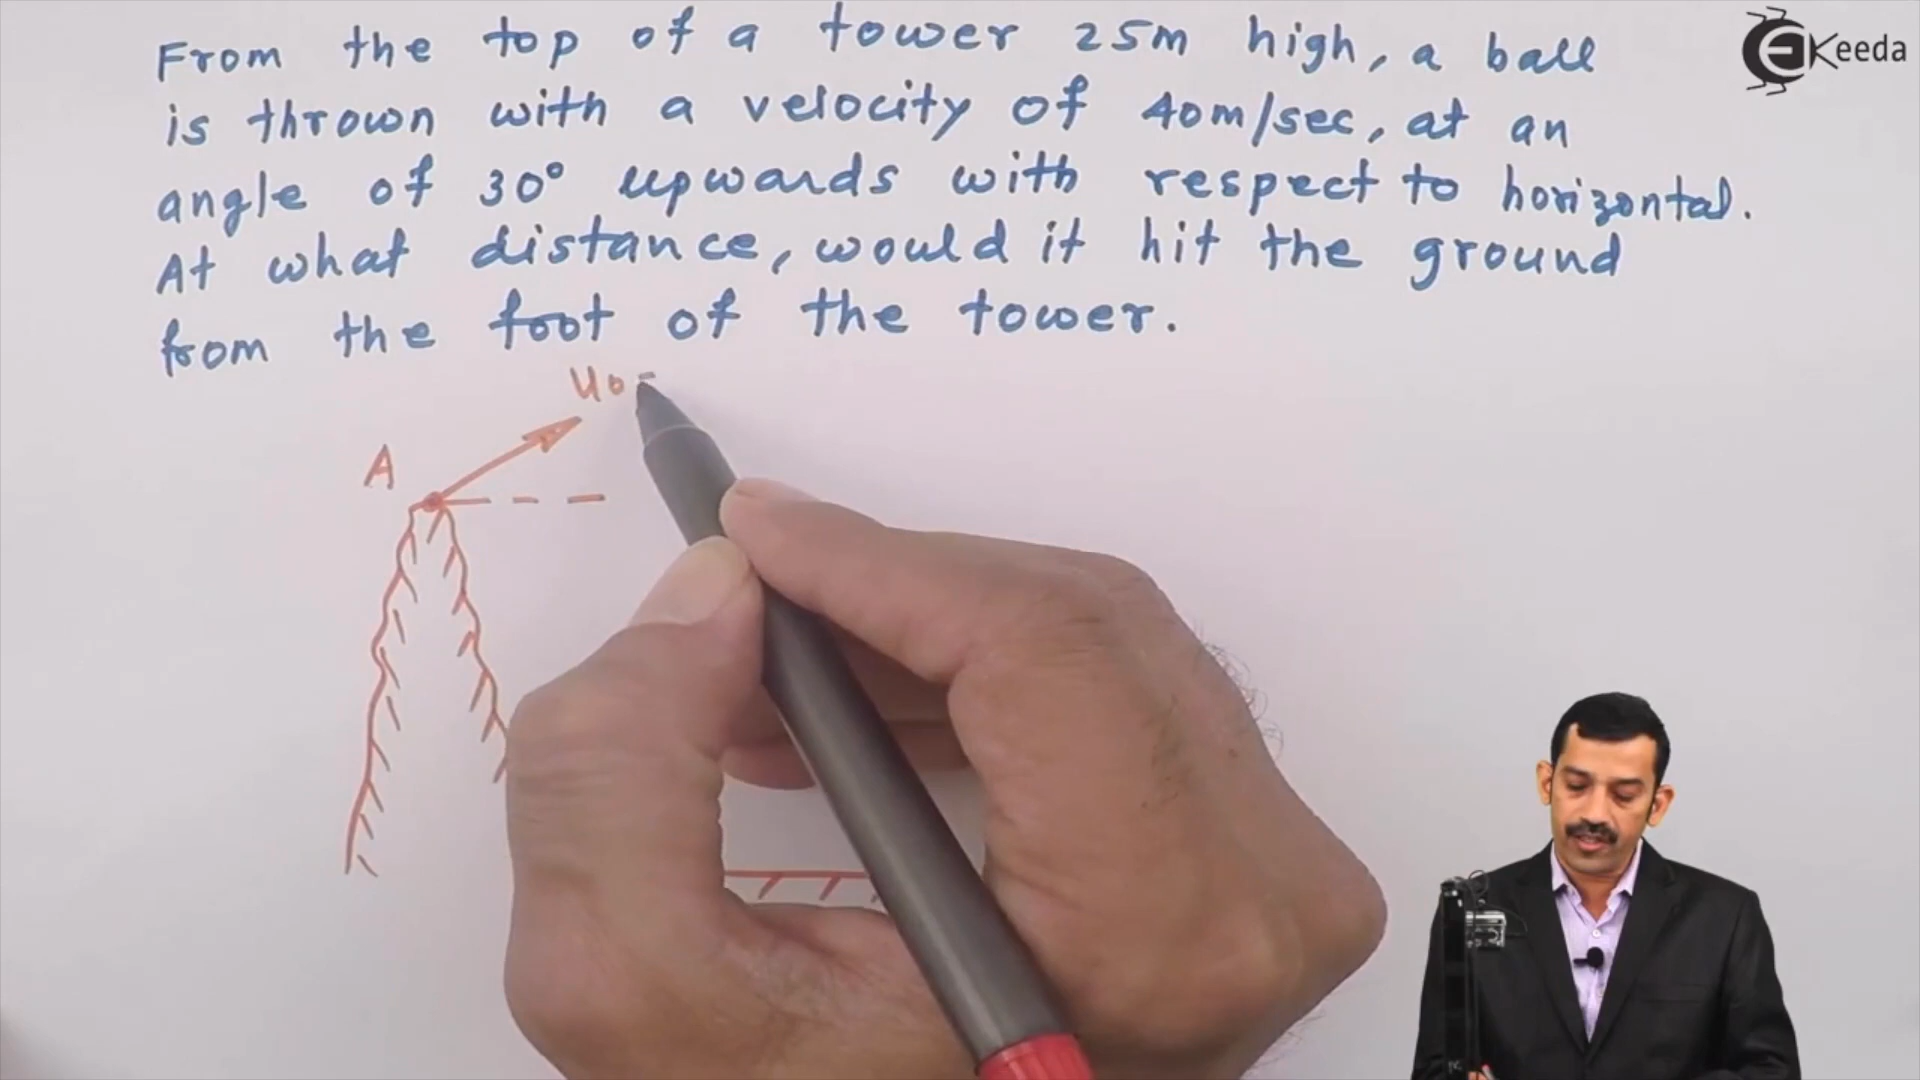 From the top of a tower 25m high, a ball
is thrown with a velocity of 40m/sec, at an
angle of 30° upwards with respect to horizontal.
At what distance, would it hit the ground
from the foot of the tower.
Keeda
u0=
A